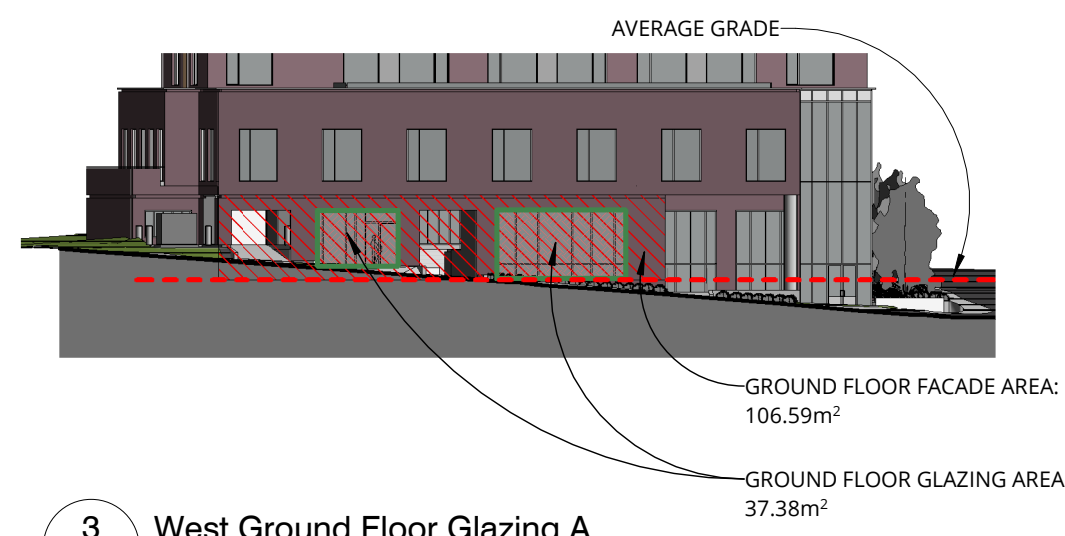 AVERAGE GRADE
GROUND FLOOR FACADE AREA:
106.59m²
GROUND FLOOR GLAZING AREA
37.38m²
3
West Ground Floor Glazing A